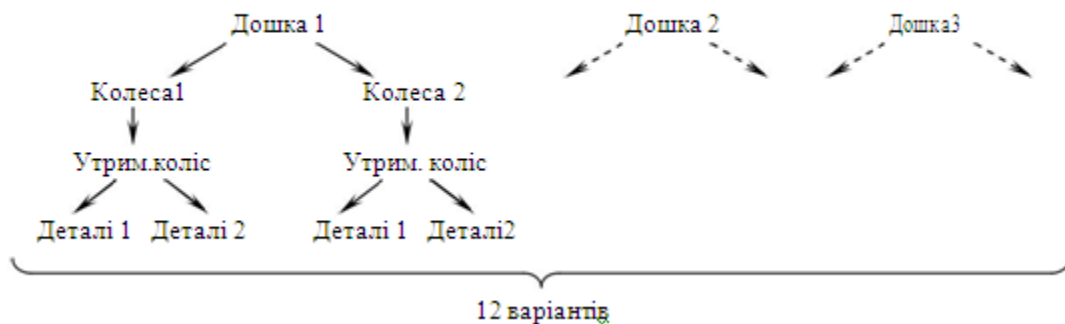 Дошка 1 Дошка 2 Дошка3
Колеса1 Колеса 2
Утрим.коліс Утрим. коліс
Деталі 1 Деталі 2 Деталі 1 Деталі2
12 варіантів